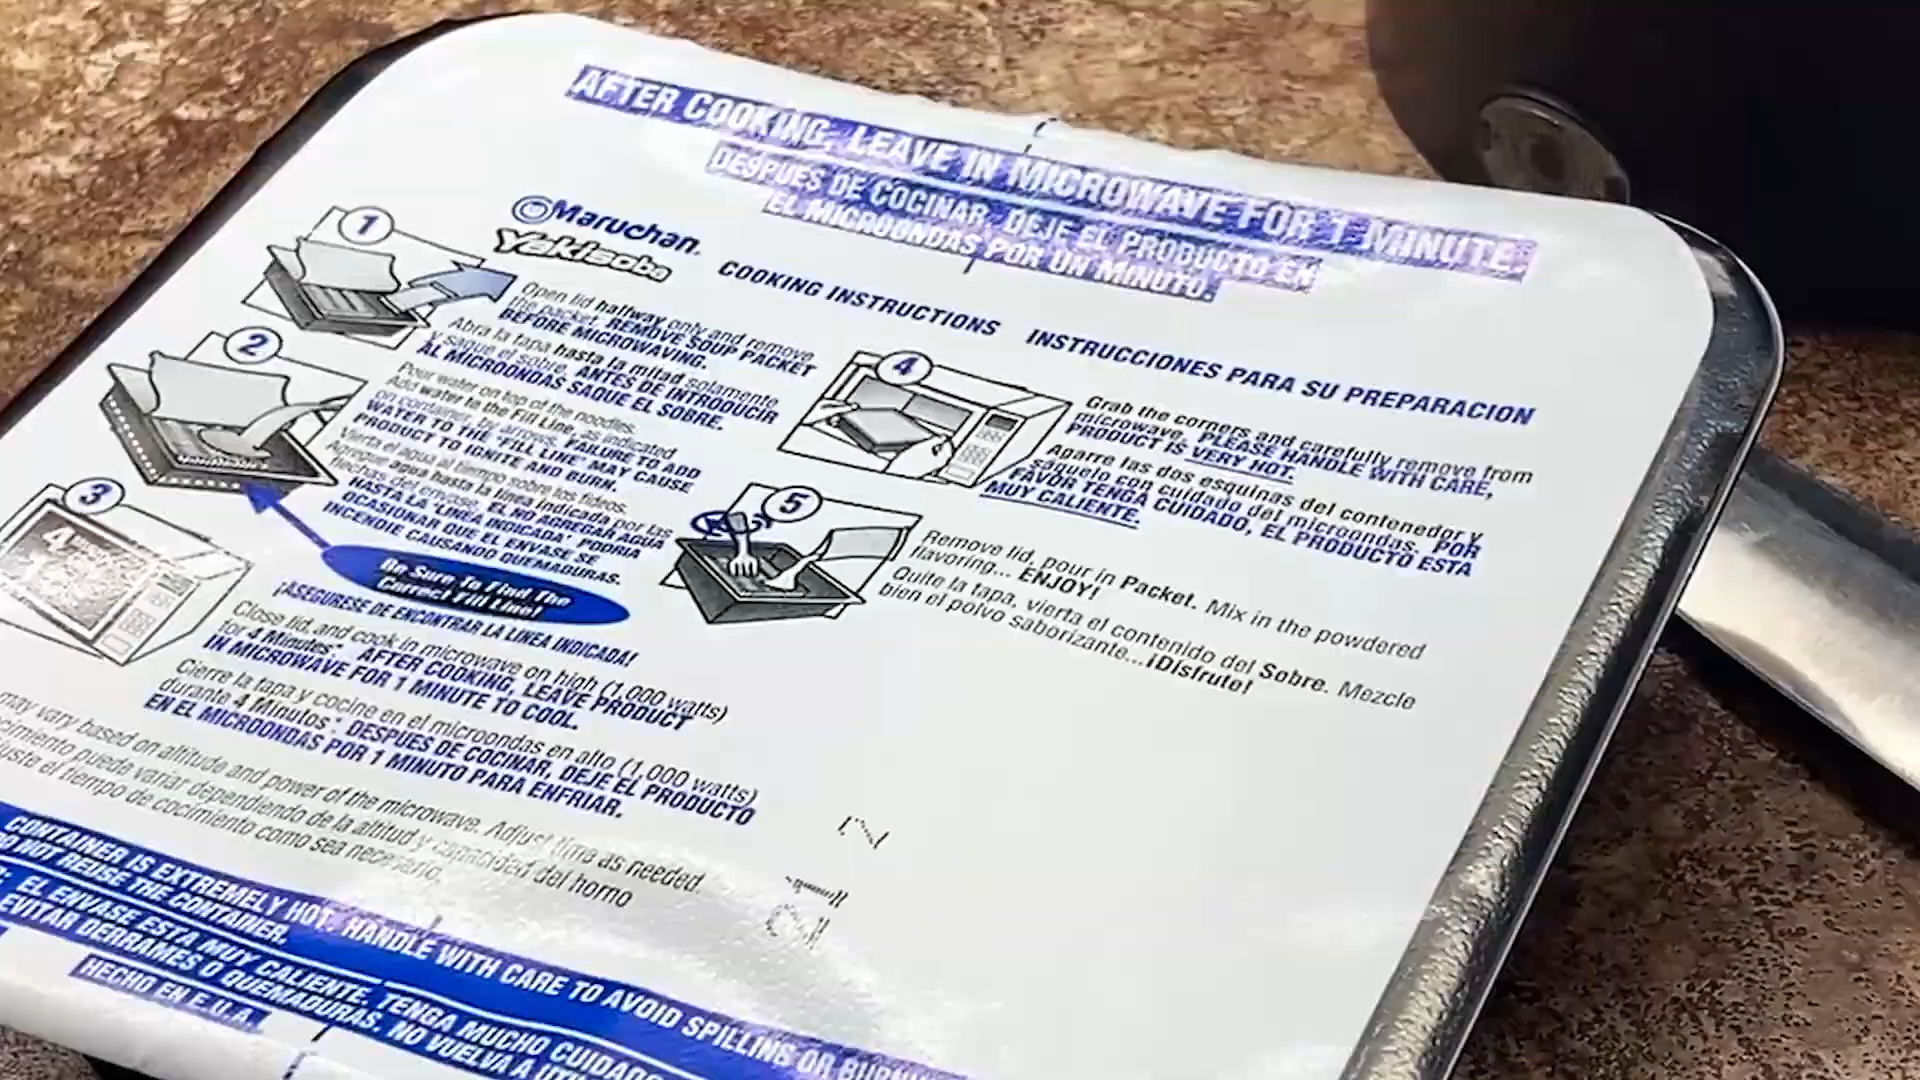 AFTER COOKING, LEAVE IN MICROWAVE FOR 1 MINUTE.
DESPUES DE COCINAR, DEJE EL PRODUCTO EN
EL MICROONDAS POR UN MINUTO.
Maruchan.
Yakisoba
COOKING INSTRUCTIONS INSTRUCCIONES PARA SU PREPARACION
1
Open lid halfway only and remove
the packet. REMOVE SOUP PACKET
BEFORE MICROWAVING.
Abra la tapa hasta la mitad solamente
y saque el sobre. ANTES DE INTRODUCIR
AL MICROONDAS SAQUE EL SOBRE.
2
Pour water on top of the noodles.
Add water to the Fill Line, as indicated
on container by arrows. FAILURE TO ADD
WATER TO THE "FILL LINE" MAY CAUSE
PRODUCT TO IGNITE AND BURN.
Vierta el agua al tiempo sobre los fideos.
Agregue agua hasta la linea indicada por las
flechas del envase. EL NO AGREGAR AGUA
HASTA LA "LINEA INDICADA" PODRIA
OCASIONAR QUE EL ENVASE SE
INCENDIE CAUSANDO QUEMADURAS.
Be Sure To Find The
Correct Fill Line!
¡ASEGURESE DE ENCONTRAR LA LINEA INDICADA!
3
4
Close lid and cook in microwave on high (1,000 watts)
for 4 Minutes*. AFTER COOKING, LEAVE PRODUCT
IN MICROWAVE FOR 1 MINUTE TO COOL.
Cierre la tapa y cocine en el microondas en alto (1,000 watts)
durante 4 Minutos*. DESPUES DE COCINAR, DEJE EL PRODUCTO
EN EL MICROONDAS POR 1 MINUTO PARA ENFRIAR.
4
Grab the corners and carefully remove from
microwave. PLEASE HANDLE WITH CARE,
PRODUCT IS VERY HOT.
Agarre las dos esquinas del contenedor y
saquelo con cuidado del microondas. POR
FAVOR TENGA CUIDADO, EL PRODUCTO ESTA
MUY CALIENTE.
5
Remove lid, pour in Packet. Mix in the powdered
flavoring... ENJOY!
Quite la tapa, vierta el contenido del Sobre. Mezcle
bien el polvo saborizante...¡Disfrute!
may vary based on altitude and power of the microwave. Adjust time as needed.
puede variar dependiendo de la altitud y capacidad del horno
el tiempo de cocimiento como sea necesario.
CONTAINER IS EXTREMELY HOT. HANDLE WITH CARE TO AVOID SPILLING OR
NOT REUSE THE CONTAINER.
EL ENVASE ESTA MUY CALIENTE. TENGA MUCHO CUIDADO
EVITAR DERRAMES O QUEMADURAS. NO VUELVA A
HECHO EN E.U.A.